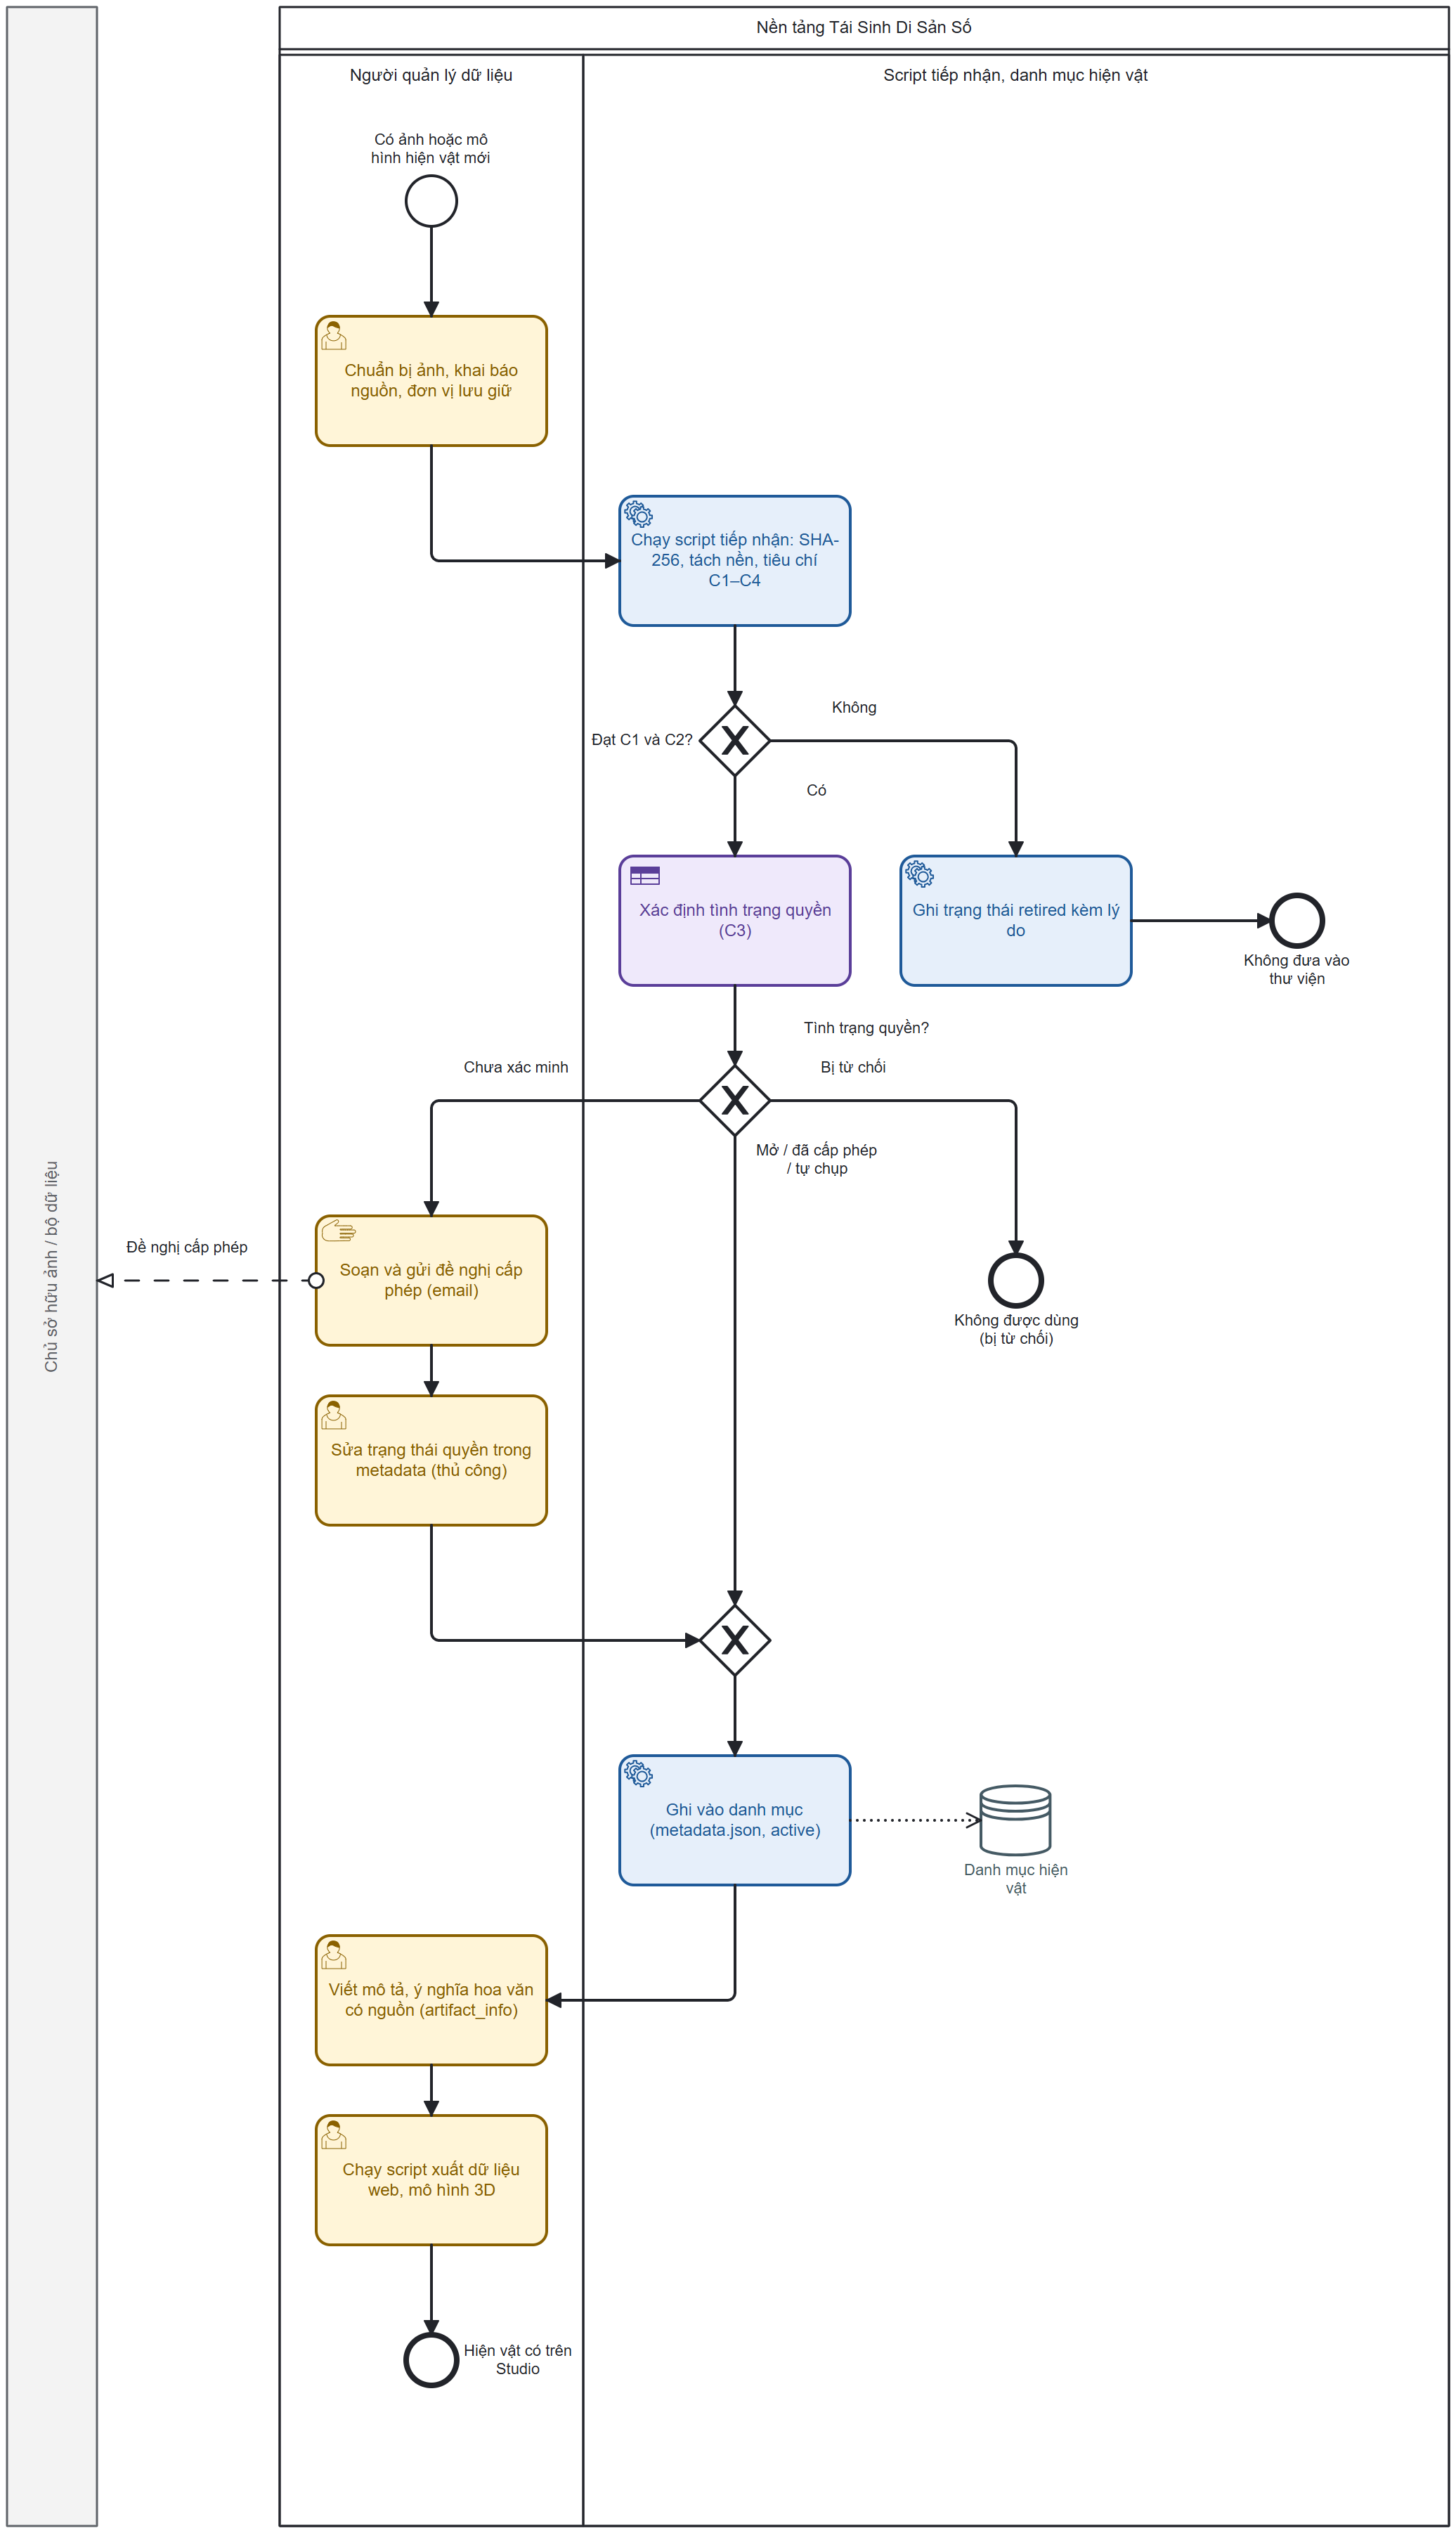 Nền tảng Tái Sinh Di Sản Số
Người quản lý dữ liệu
Script tiếp nhận, danh mục hiện vật
Có ảnh hoặc mô
hình hiện vật mới
Chuẩn bị ảnh, khai báo
nguồn, đơn vị lưu giữ
Chạy script tiếp nhận: SHA-
256, tách nền, tiêu chí
C1–C4
Không
Đạt C1 và C2?
Có
Xác định tình trạng quyền
(C3)
Ghi trạng thái retired kèm lý
do
Không đưa vào
thư viện
Tình trạng quyền?
Chưa xác minh
Bị từ chối
Mở / đã cấp phép
/ tự chụp
Chủ sở hữu ảnh / bộ dữ liệu
Đề nghị cấp phép
Soạn và gửi đề nghị cấp
phép (email)
Không được dùng
(bị từ chối)
Sửa trạng thái quyền trong
metadata (thủ công)
Ghi vào danh mục
(metadata.json, active)
Danh mục hiện
vật
Viết mô tả, ý nghĩa hoa văn
có nguồn (artifact_info)
Chạy script xuất dữ liệu
web, mô hình 3D
Hiện vật có trên
Studio